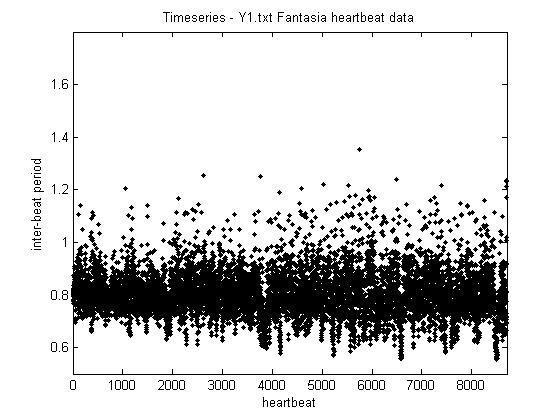 Timeseries - Y1.txt Fantasia heartbeat data
1.6
1.4
1.2
1
0.8
0.6
inter-beat period
0 1000 2000 3000 4000 5000 6000 7000 8000
heartbeat